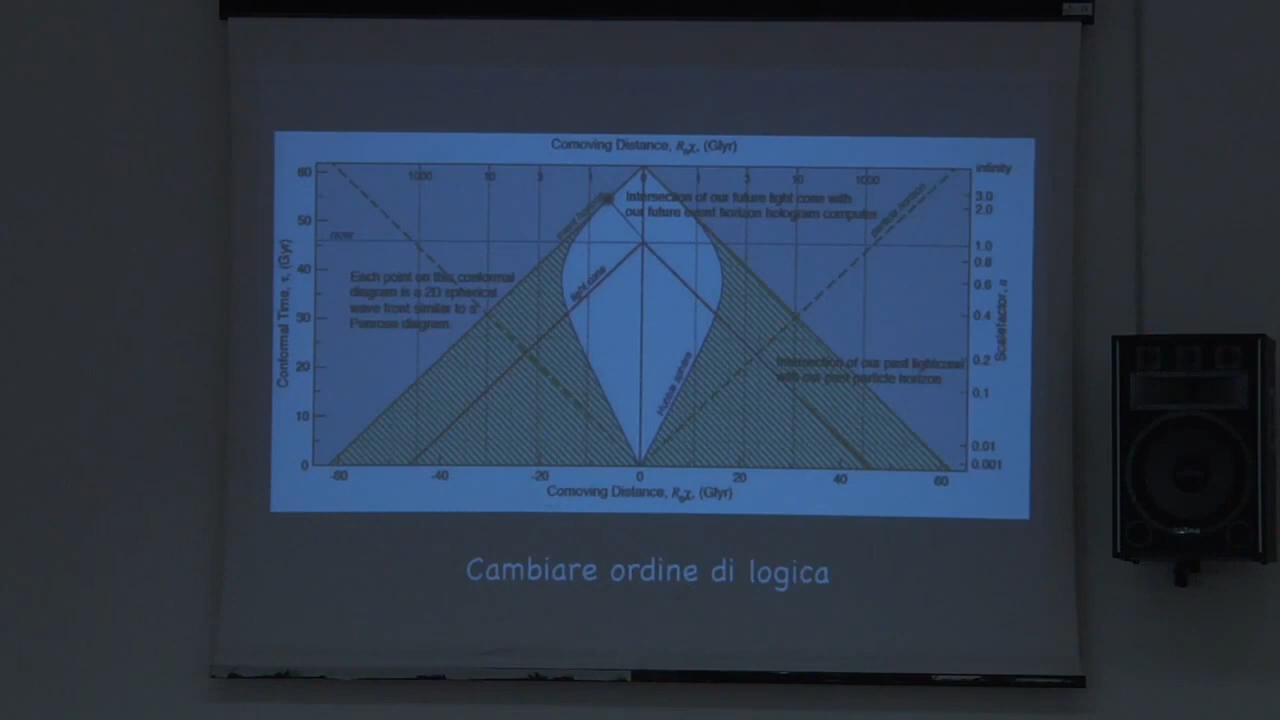 Comoving Distance, R₀χ, (Glyr)
60 1000 10 3 1 0 1 3 10 1000 infinity
Intersection of our future light cone with
our future event horizon hologram computer
particle horizon
3.0
2.0
50
now
1.0
40
0.8
Each point on this conformal
diagram is a 2D spherical
wave front similar to a
Penrose diagram.
light cone
0.6
30
0.4
Conformal Time, τ, (Gyr)
Scalefactor, a
20
Intersection of our past lightcone
with our past particle horizon
0.2
0.1
Hubble sphere
10
0.01
0
0.001
-60 -40 -20 0 20 40 60
Comoving Distance, R₀χ, (Glyr)
Cambiare ordine di logica